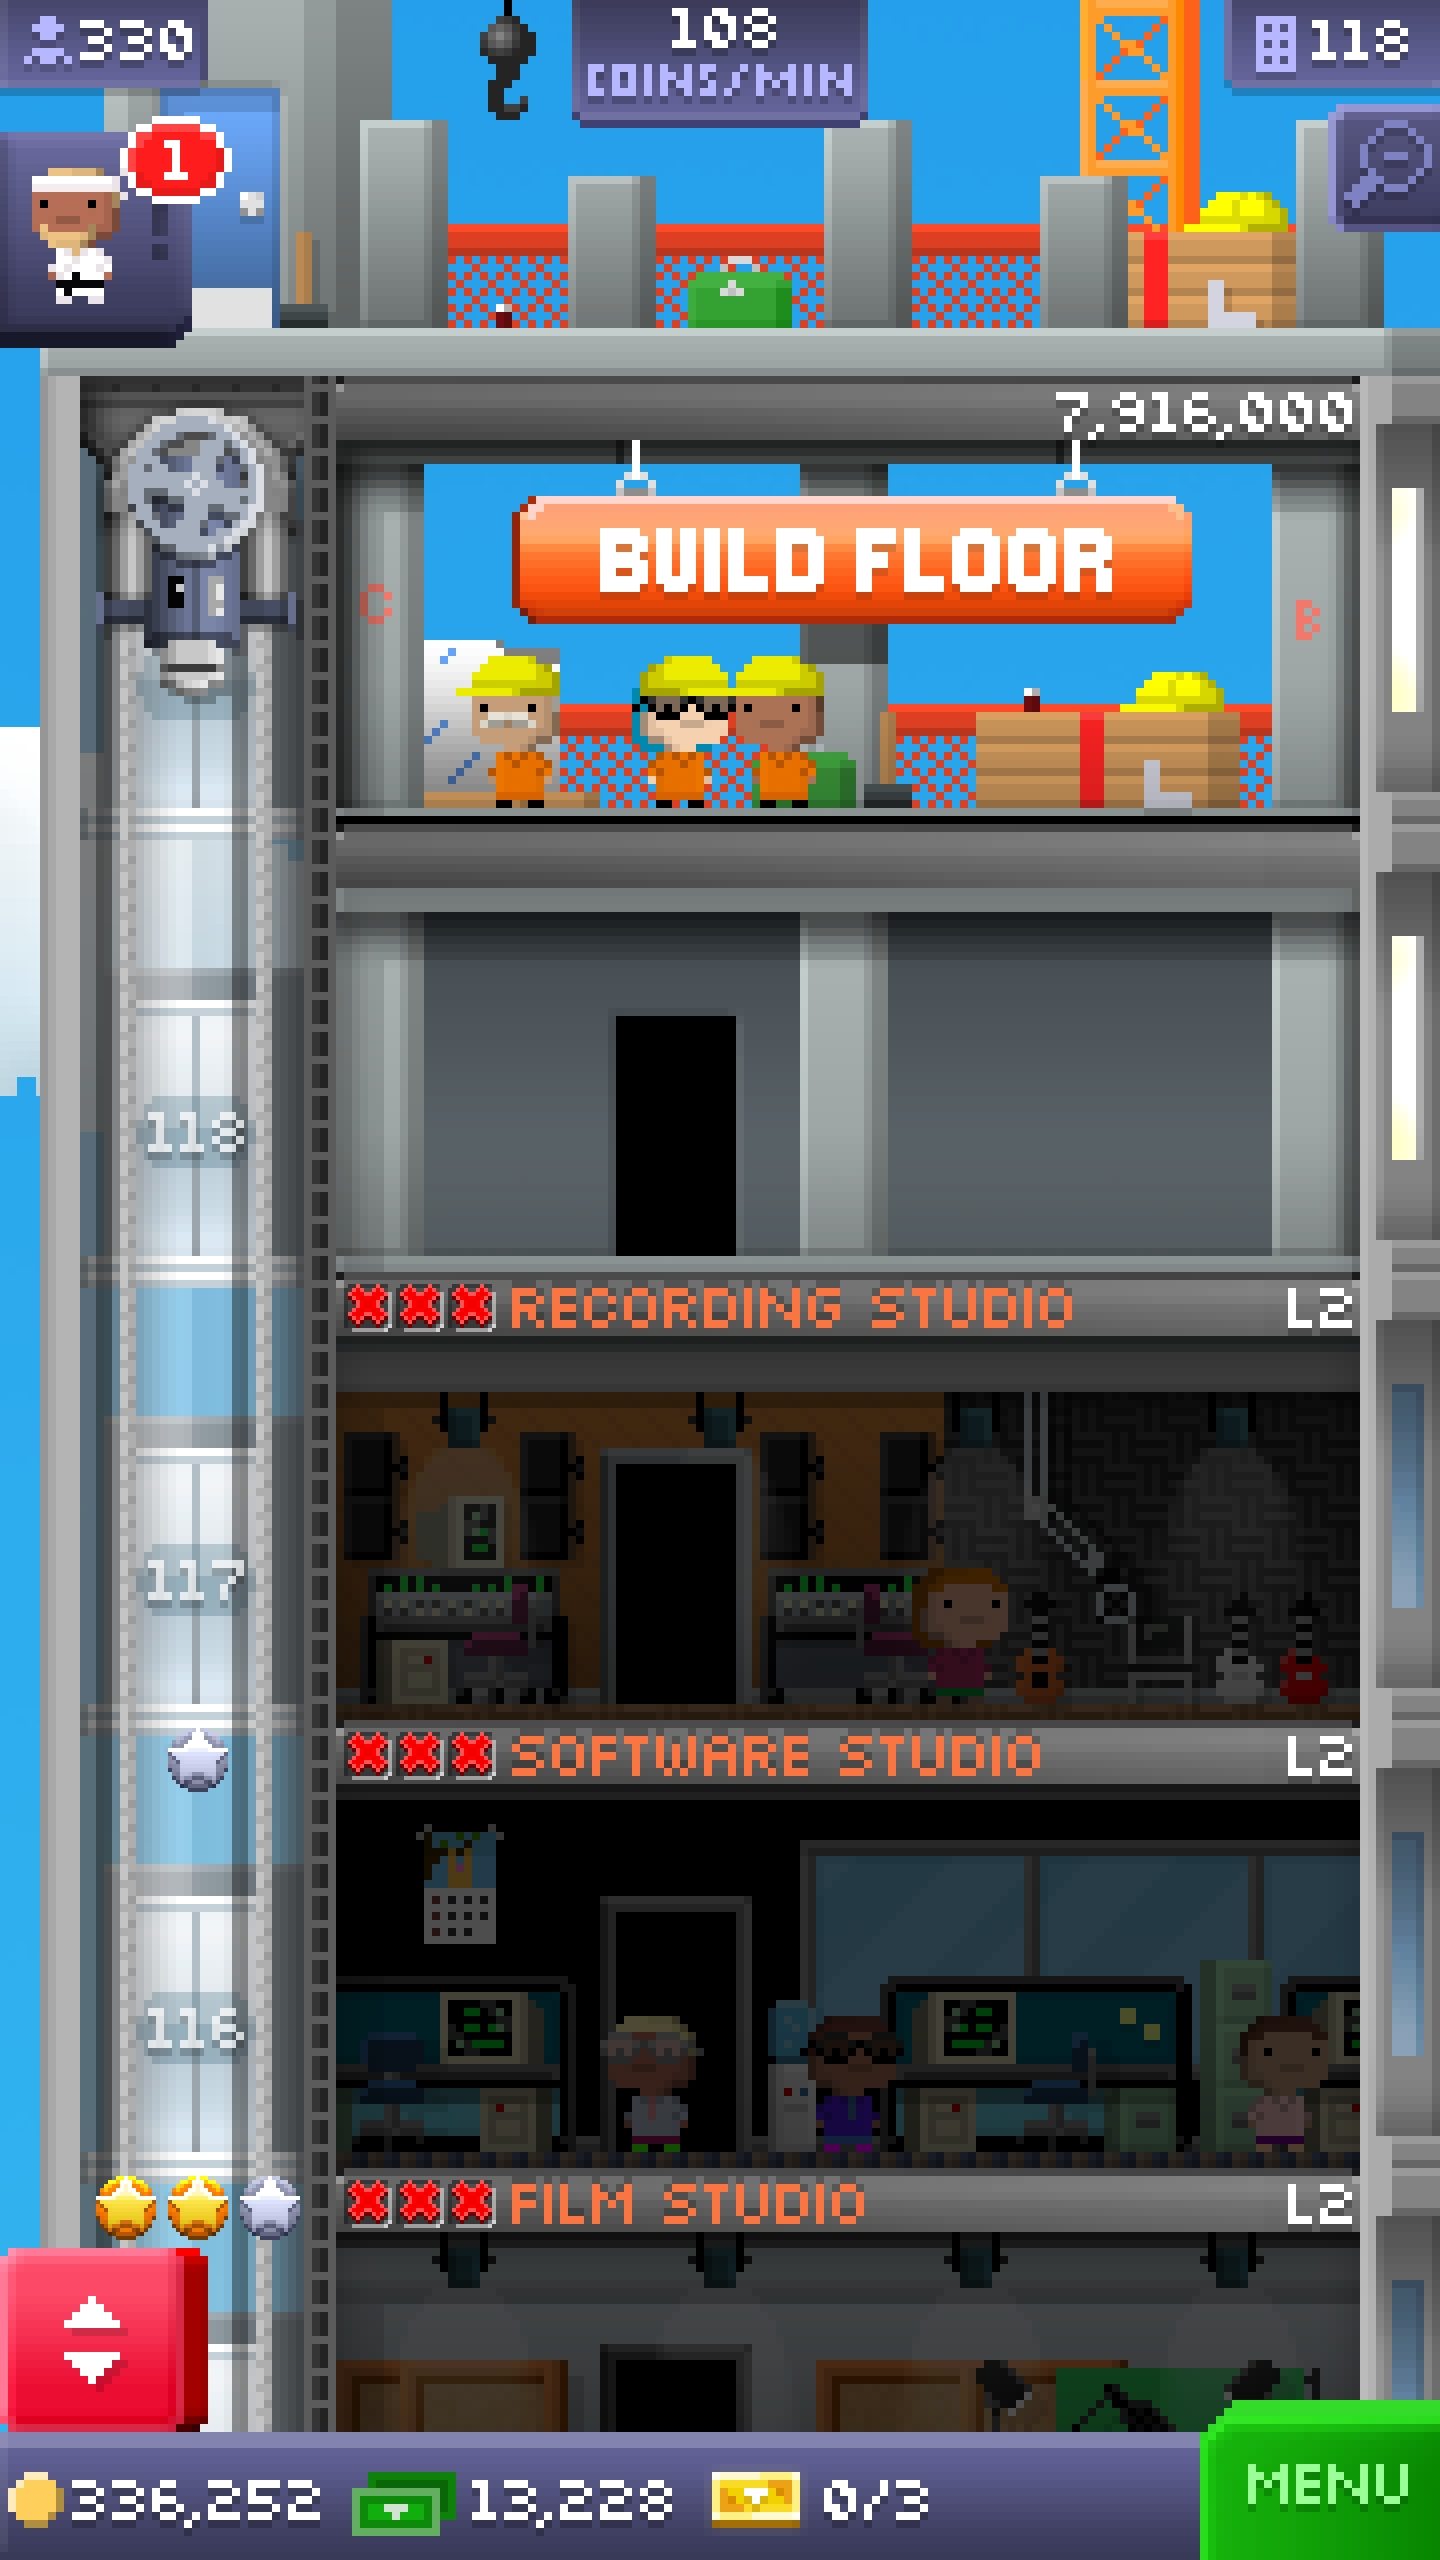 330
108
COINS/MIN
118
1
7,916,000
BUILD FLOOR
C
B
118
RECORDING STUDIO
L2
117
SOFTWARE STUDIO
L2
116
FILM STUDIO
L2
336,252
13,228
0/3
MENU